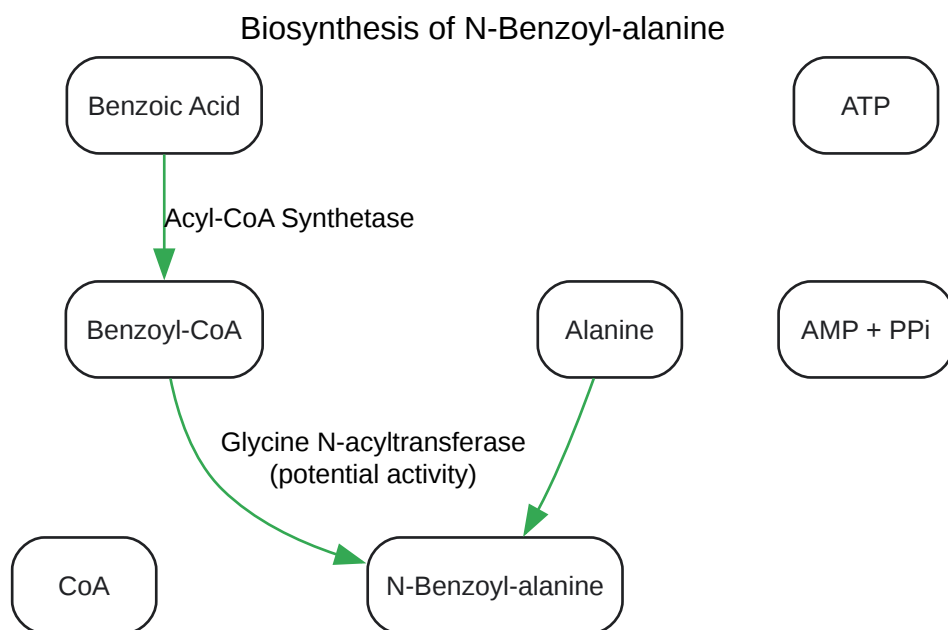 Biosynthesis of N-Benzoyl-alanine
Benzoic Acid
ATP
Acyl-CoA Synthetase
Benzoyl-CoA
Alanine
AMP + PPi
Glycine N-acyltransferase
(potential activity)
CoA
N-Benzoyl-alanine